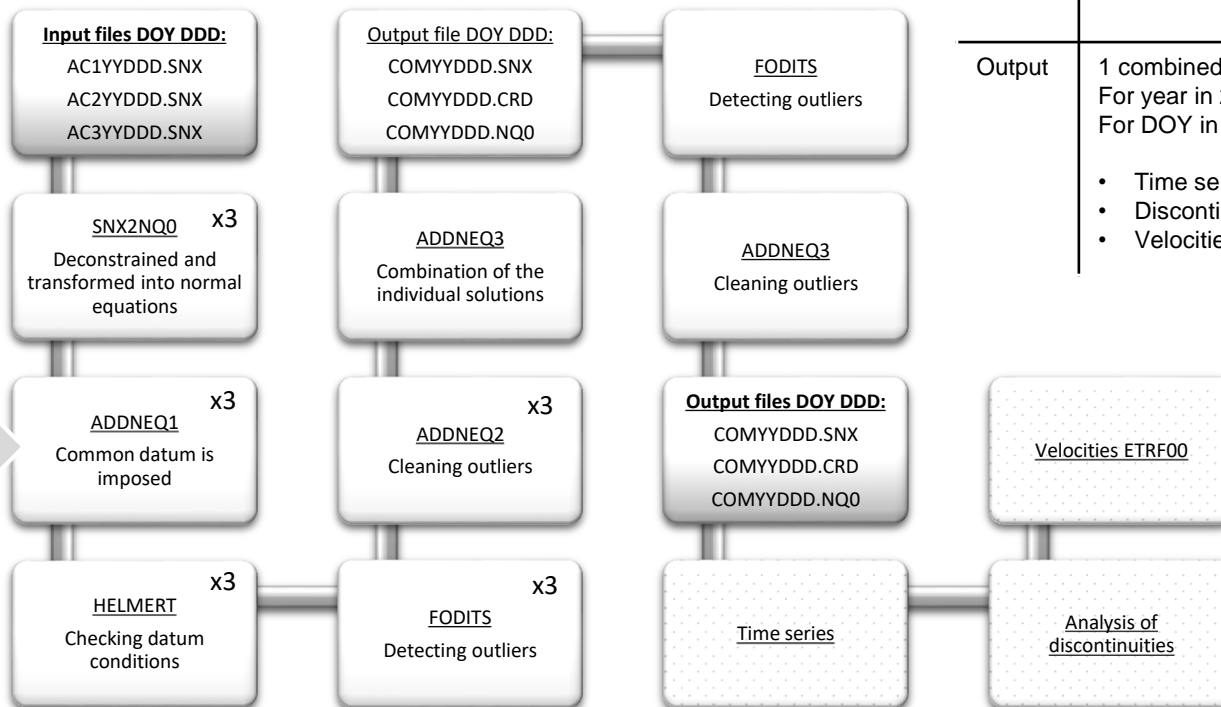 Input files DOY DDD:
AC1YYDDD.SNX
AC2YYDDD.SNX
AC3YYDDD.SNX
SNX2NQ0
x3
Deconstrained and
transformed into normal
equations
ADDNEQ1
x3
Common datum is
imposed
HELMERT
x3
Checking datum
conditions
Output file DOY DDD:
COMYYDDD.SNX
COMYYDDD.CRD
COMYYDDD.NQ0
ADDNEQ3
Combination of the
individual solutions
ADDNEQ2
x3
Cleaning outliers
FODITS
x3
Detecting outliers
FODITS
Detecting outliers
ADDNEQ3
Cleaning outliers
Output files DOY DDD:
COMYYDDD.SNX
COMYYDDD.CRD
COMYYDDD.NQ0
Time series
Velocities ETRF00
Analysis of
discontinuities
Output
1 combined
For year in
For DOY in
• Time se
• Disconti
• Velocitie